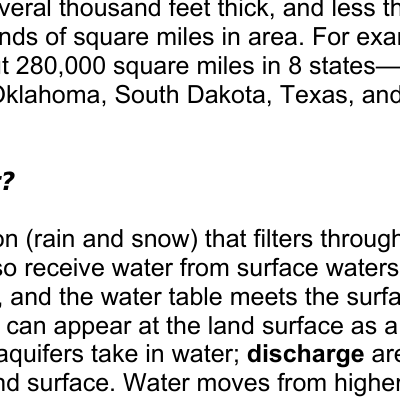 veral thousand feet thick, and less th
nds of square miles in area. For exa
t 280,000 square miles in 8 states—
Oklahoma, South Dakota, Texas, and
?
on (rain and snow) that filters through
so receive water from surface waters
, and the water table meets the surfa
can appear at the land surface as a
aquifers take in water; discharge are
nd surface. Water moves from higher